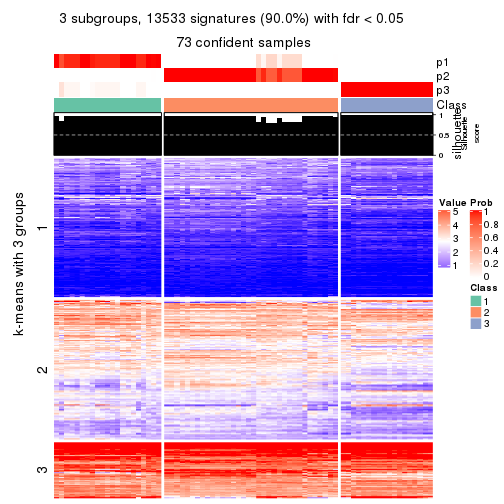 3 subgroups, 13533 signatures (90.0%) with fdr < 0.05
73 confident samples
p1
p2
p3
Class
1
0.5
0
silhouette
Silhouette
score
k-means with 3 groups
1
2
3
Value
5
4
3
2
1
Prob
1
0.8
0.6
0.4
0.2
0
Class
1
2
3